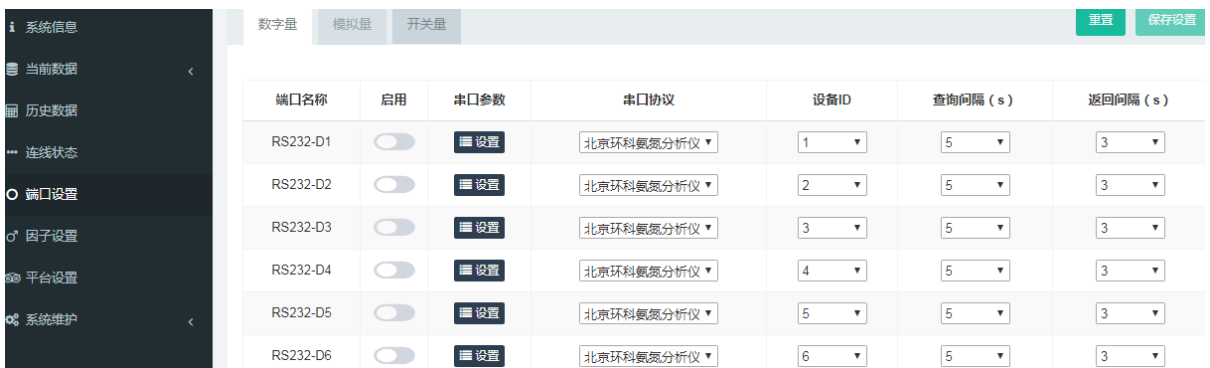 系统信息
当前数据
历史数据
连线状态
端口设置
因子设置
平台设置
系统维护
数字量 模拟量 开关量 重置 保存设置
端口名称 启用 串口参数 串口协议 设备ID 查询间隔（s） 返回间隔（s）
RS232-D1 设置 北京环科氨氮分析仪 1 5 3
RS232-D2 设置 北京环科氨氮分析仪 2 5 3
RS232-D3 设置 北京环科氨氮分析仪 3 5 3
RS232-D4 设置 北京环科氨氮分析仪 4 5 3
RS232-D5 设置 北京环科氨氮分析仪 5 5 3
RS232-D6 设置 北京环科氨氮分析仪 6 5 3